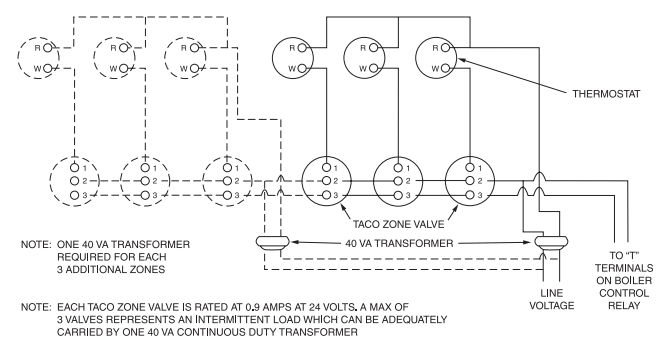 R R R R R R
W W W W W W
THERMOSTAT
1 1 1 1 1 1
2 2 2 2 2 2
3 3 3 3 3 3
TACO ZONE VALVE
40 VA TRANSFORMER
NOTE: ONE 40 VA TRANSFORMER
REQUIRED FOR EACH
3 ADDITIONAL ZONES
LINE
VOLTAGE
TO "T"
TERMINALS
ON BOILER
CONTROL
RELAY
NOTE: EACH TACO ZONE VALVE IS RATED AT 0.9 AMPS AT 24 VOLTS. A MAX OF
3 VALVES REPRESENTS AN INTERMITTENT LOAD WHICH CAN BE ADEQUATELY
CARRIED BY ONE 40 VA CONTINUOUS DUTY TRANSFORMER